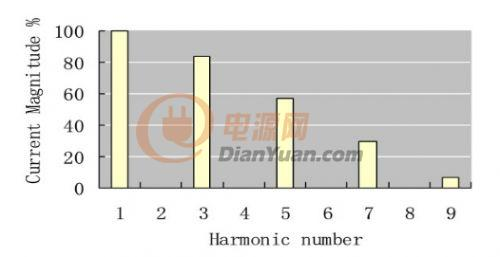 Current Magnitude %
100
80
60
40
20
0
电源网
DianYuan.com
1 2 3 4 5 6 7 8 9
Harmonic number